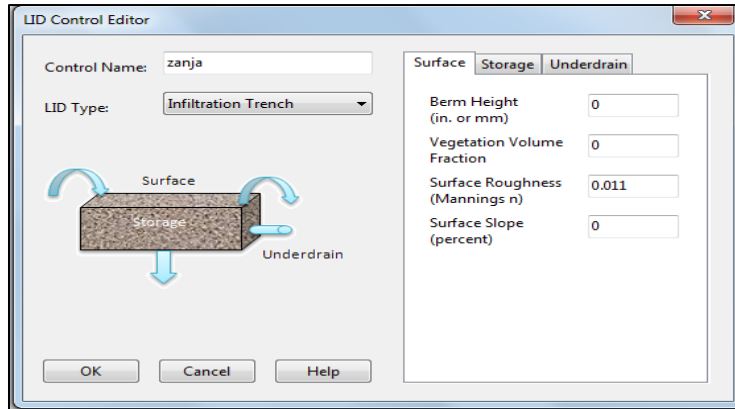 LID Control Editor
Control Name: zanja
LID Type: Infiltration Trench
Surface
Storage
Underdrain
OK Cancel Help
Surface Storage Underdrain
Berm Height
(in. or mm) 0
Vegetation Volume
Fraction 0
Surface Roughness
(Mannings n) 0.011
Surface Slope
(percent) 0